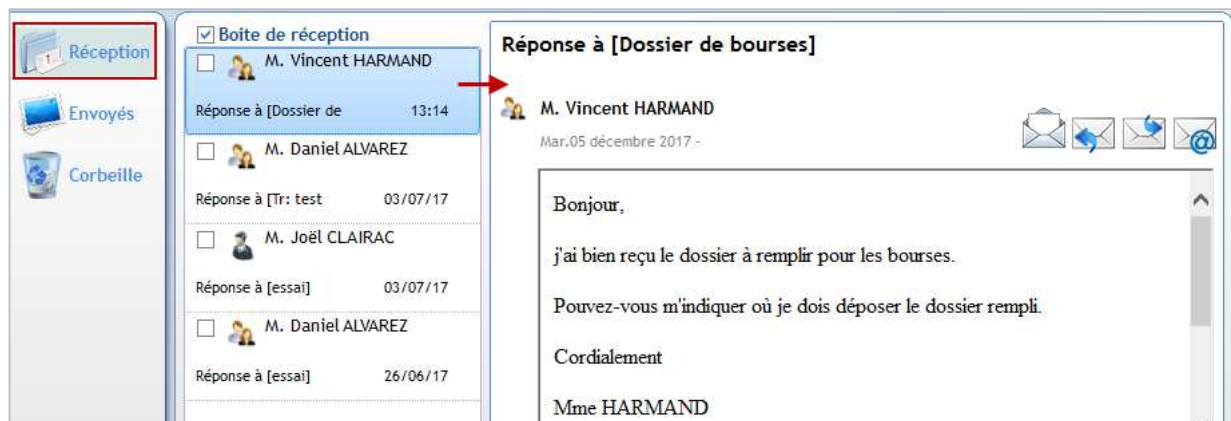 Réception
Envoyés
Corbeille
Boite de réception
M. Vincent HARMAND
Réponse à [Dossier de 13:14
M. Daniel ALVAREZ
Réponse à [Tr: test 03/07/17
M. Joël CLAIRAC
Réponse à [essai] 03/07/17
M. Daniel ALVAREZ
Réponse à [essai] 26/06/17
Réponse à [Dossier de bourses]
M. Vincent HARMAND
Mar.05 décembre 2017 -
Bonjour,
j'ai bien reçu le dossier à remplir pour les bourses.
Pouvez-vous m'indiquer où je dois déposer le dossier rempli.
Cordialement
Mme HARMAND